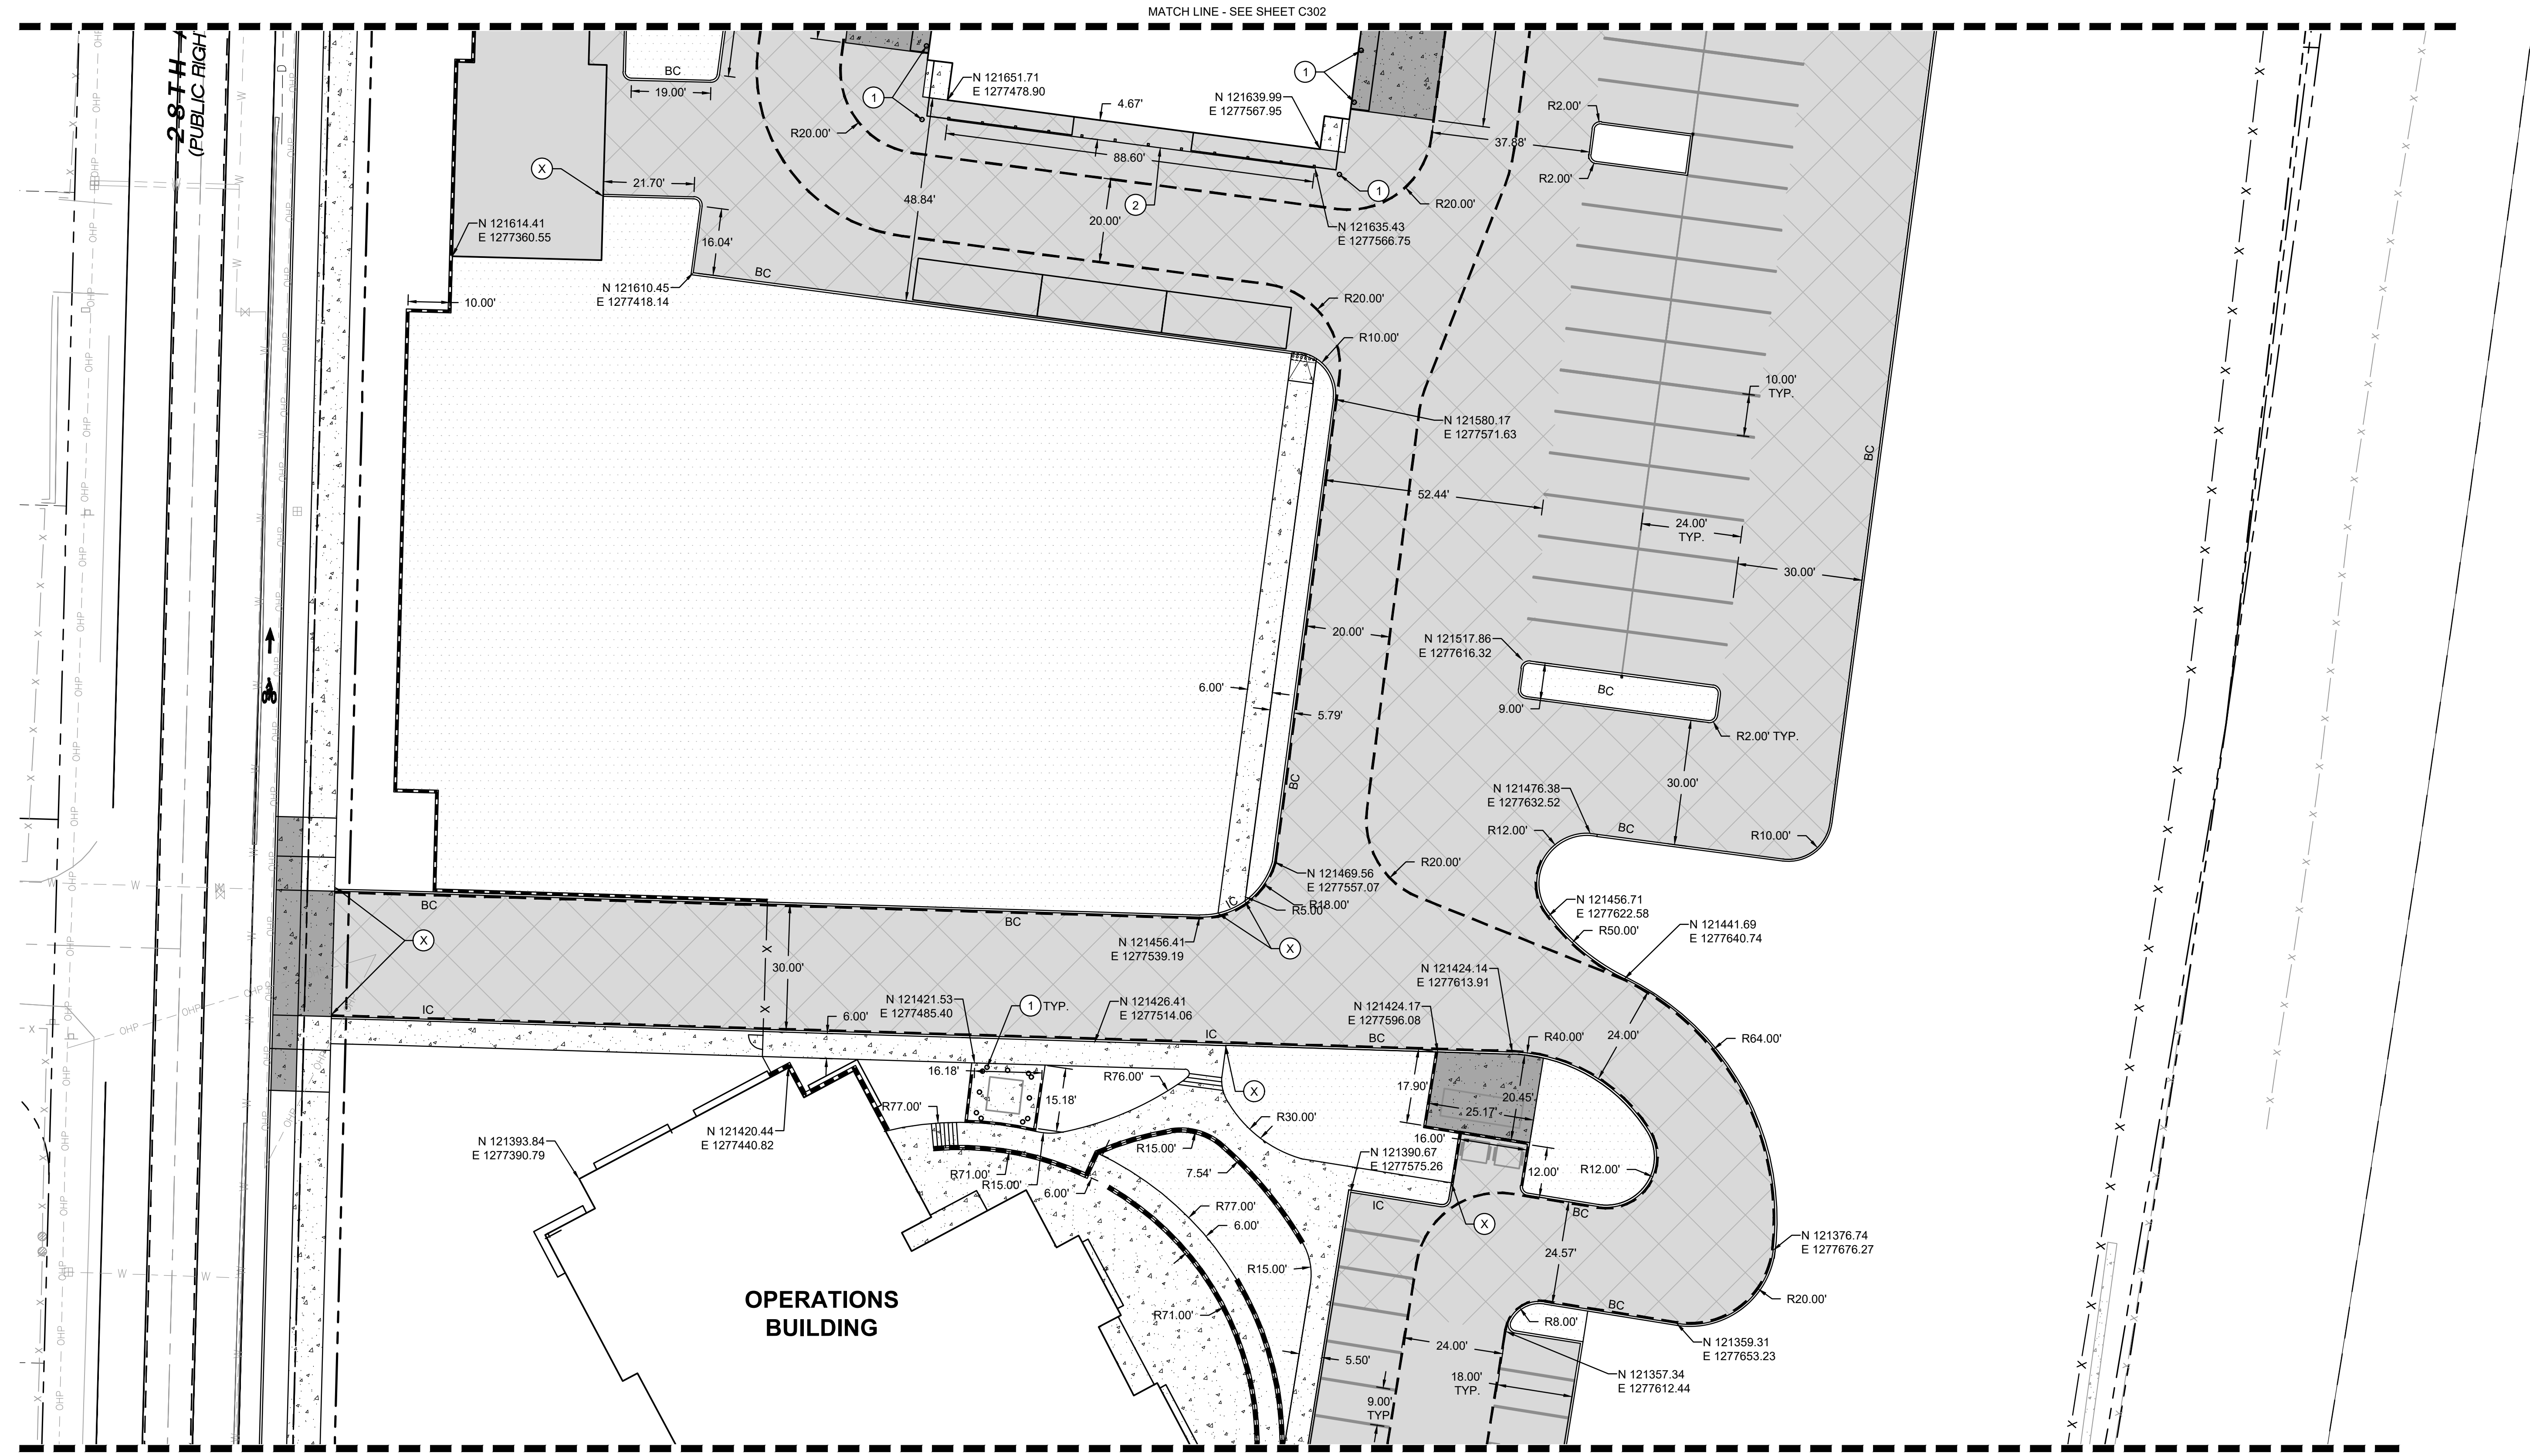 MATCH LINE - SEE SHEET C302
28TH
(PUBLIC RIGH
BC
19.00'
N 121651.71
E 1277478.90
4.67'
N 121639.99
E 1277567.95
1
1
R2.00'
R20.00'
37.88'
88.60'
X
21.70'
R2.00'
1
2
48.84'
R20.00'
20.00'
N 121614.41
E 1277360.55
16.04'
N 121635.43
E 1277566.75
BC
N 121610.45
E 1277418.14
10.00'
R20.00'
R10.00'
10.00'
TYP.
N 121580.17
E 1277571.63
BC
52.44'
24.00'
TYP.
30.00'
20.00'
N 121517.86
E 1277616.32
6.00'
BC
9.00'
5.79'
R2.00' TYP.
BC
30.00'
N 121476.38
E 1277632.52
R12.00'
BC
R10.00'
R20.00'
N 121469.56
E 1277557.07
R18.00'
R5.00'
IC
BC
BC
N 121456.71
E 1277622.58
R50.00'
N 121441.69
E 1277640.74
X
N 121456.41
E 1277539.19
X
30.00'
N 121424.14
E 1277613.91
N 121421.53
E 1277485.40
1
TYP.
N 121426.41
E 1277514.06
N 121424.17
E 1277596.08
IC
6.00'
IC
BC
R40.00'
24.00'
R64.00'
16.18'
R76.00'
X
17.90'
15.18'
20.45'
25.17'
R77.00'
R30.00'
N 121420.44
E 1277440.82
N 121393.84
E 1277390.79
16.00'
R15.00'
N 121390.67
E 1277575.26
7.54'
12.00'
R12.00'
R71.00'
R15.00'
6.00'
R77.00'
IC
BC
6.00'
X
24.57'
N 121376.74
E 1277676.27
R15.00'
OPERATIONS
BUILDING
R71.00'
BC
R20.00'
R8.00'
24.00'
N 121359.31
E 1277653.23
5.50'
18.00'
TYP.
N 121357.34
E 1277612.44
9.00'
TYP
OHP
OHP
OHP
OHP
W
W
W
W
X
X
X
X
D